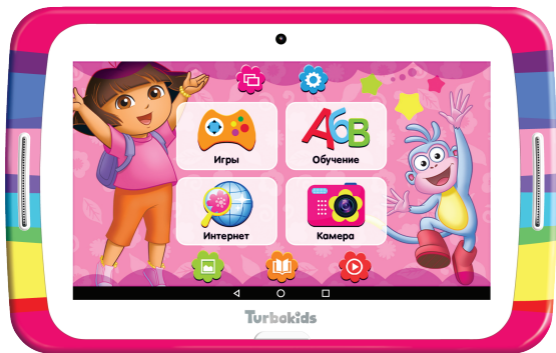 Игры
АбВ
Обучение
Интернет
Камера
Turbokids